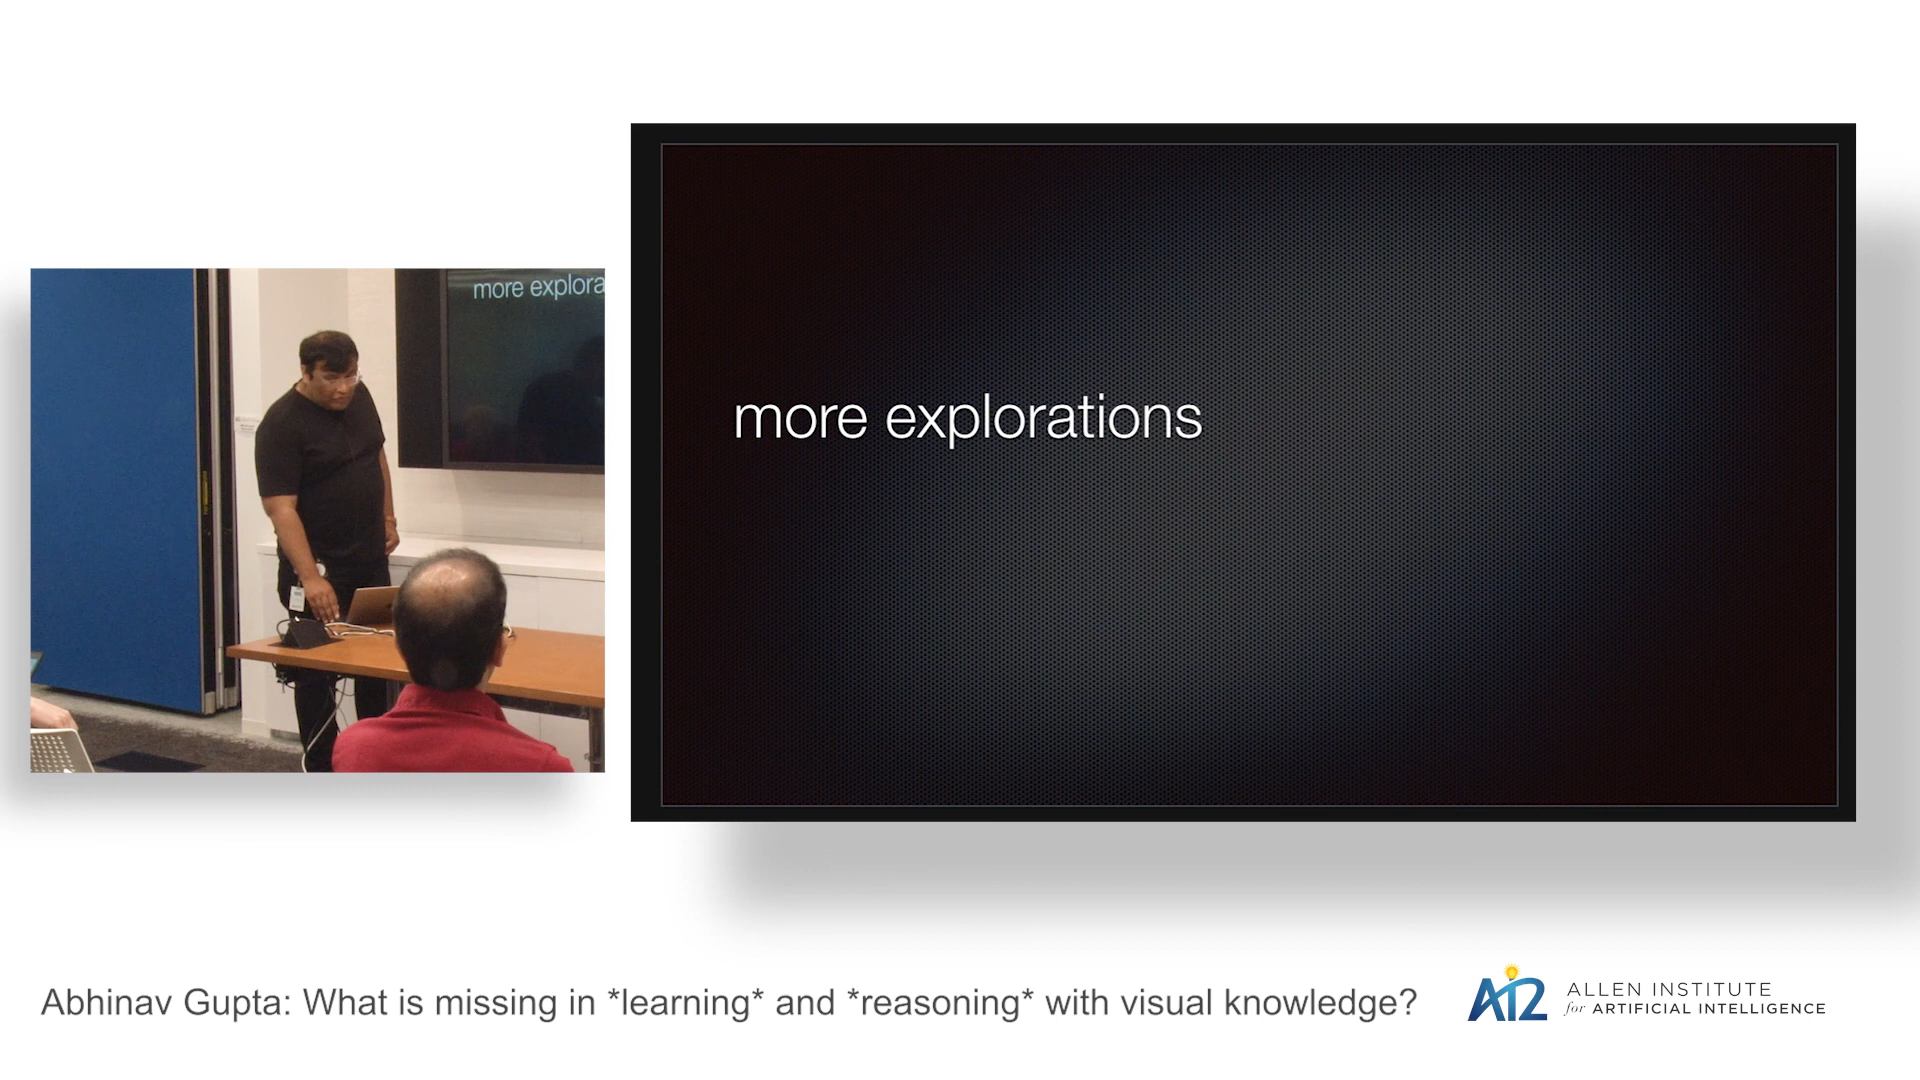 more explora
more explorations
Abhinav Gupta: What is missing in *learning* and *reasoning* with visual knowledge?
AI2
ALLEN INSTITUTE
for ARTIFICIAL INTELLIGENCE